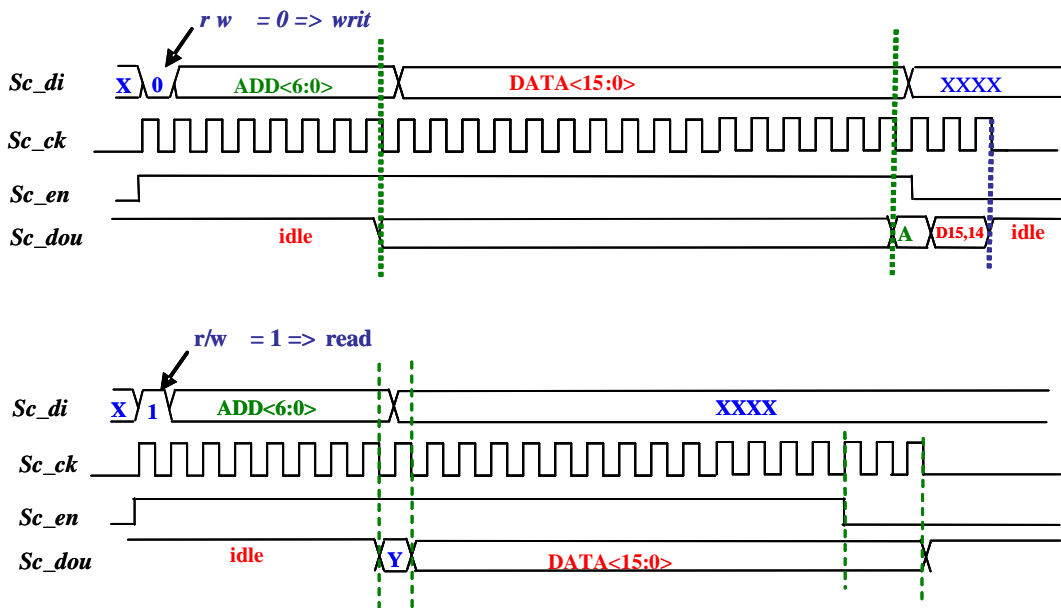 r w = 0 => writ
Sc_di X 0 ADD<6:0> DATA<15:0> XXXX
Sc_ck
Sc_en
Sc_dou idle A D15,14 idle
r/w = 1 => read
Sc_di X 1 ADD<6:0> XXXX
Sc_ck
Sc_en
Sc_dou idle Y DATA<15:0>